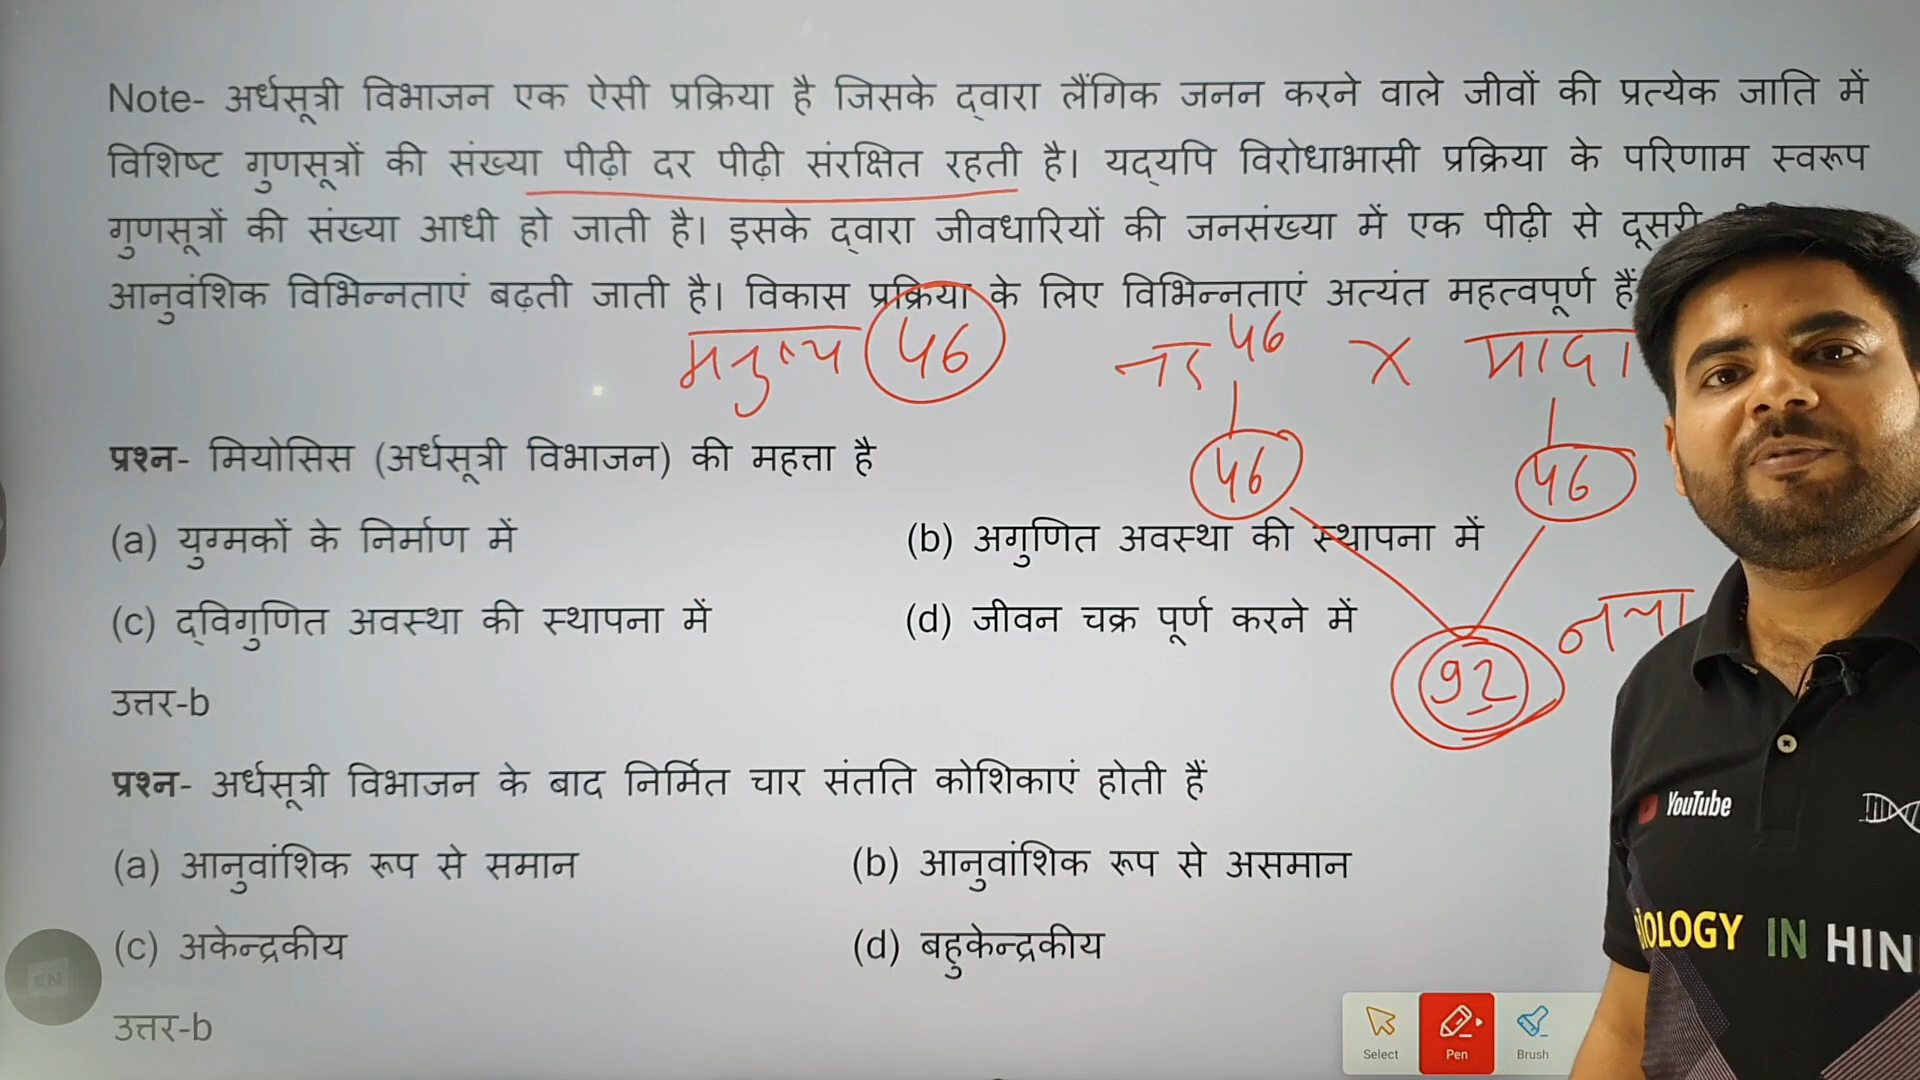 Note- अर्धसूत्री विभाजन एक ऐसी प्रक्रिया है जिसके द्वारा लैंगिक जनन करने वाले जीवों की प्रत्येक जाति में
विशिष्ट गुणसूत्रों की संख्या पीढ़ी दर पीढ़ी संरक्षित रहती है। यद्यपि विरोधाभासी प्रक्रिया के परिणाम स्वरूप
गुणसूत्रों की संख्या आधी हो जाती है। इसके द्वारा जीवधारियों की जनसंख्या में एक पीढ़ी से दूसरी
आनुवंशिक विभिन्नताएं बढ़ती जाती है। विकास प्रक्रिया के लिए विभिन्नताएं अत्यंत महत्वपूर्ण हैं
मनुष्य 46 नर 46 X मादा
प्रश्न- मियोसिस (अर्धसूत्री विभाजन) की महत्ता है
46 46
(a) युग्मकों के निर्माण में (b) अगुणित अवस्था की स्थापना में
(c) द्विगुणित अवस्था की स्थापना में (d) जीवन चक्र पूर्ण करने में
92
उत्तर-b
प्रश्न- अर्धसूत्री विभाजन के बाद निर्मित चार संतति कोशिकाएं होती हैं
YouTube
(a) आनुवांशिक रूप से समान (b) आनुवांशिक रूप से असमान
(c) अकेन्द्रकीय (d) बहुकेन्द्रकीय
BIOLOGY IN HIN
EN
उत्तर-b
Select Pen Brush